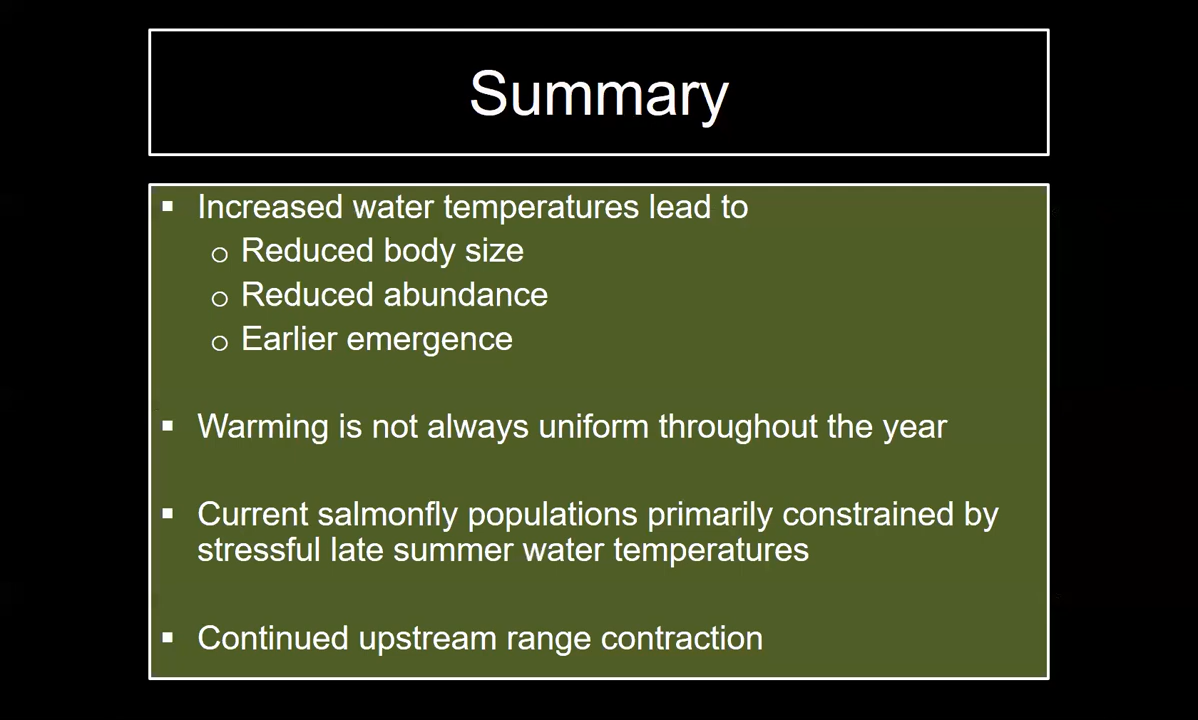 Summary
▪ Increased water temperatures lead to
o Reduced body size
o Reduced abundance
o Earlier emergence
▪ Warming is not always uniform throughout the year
▪ Current salmonfly populations primarily constrained by
stressful late summer water temperatures
▪ Continued upstream range contraction